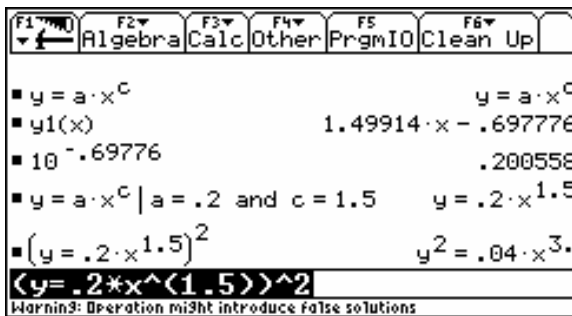 F1 F2 F3 F4 F5 F6
Algebra Calc Other PrgmIO Clean Up
▪ y = a·x^c y = a·x^c
▪ y1(x) 1.49914·x − .697776
▪ 10^-.69776 .200558
▪ y = a·x^c | a = .2 and c = 1.5 y = .2·x^1.5
▪ (y = .2·x^1.5)^2 y^2 = .04·x^3.
(y=.2*x^(1.5))^2
Warning: Operation might introduce false solutions